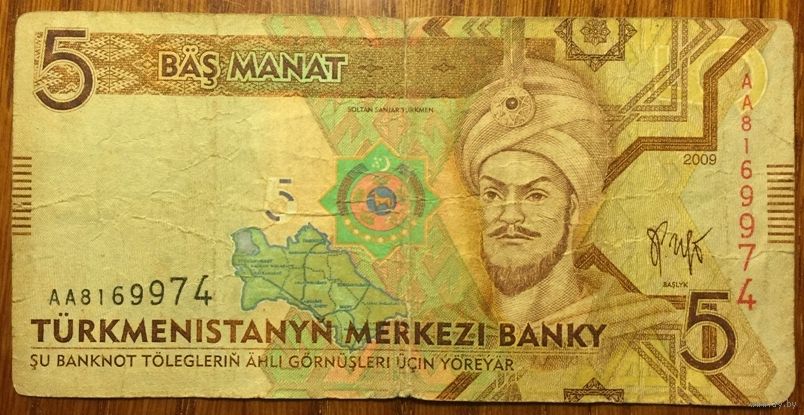 5
BÄŞ MANAT
SOLTAN SANJAR TÜRKMEN
AA8169974
2009
5
BAŞLYK
AA8169974
5
TÜRKMENISTANYŇ MERKEZI BANKY
ŞU BANKNOT TÖLEGLERIŇ ÄHLI GÖRNÜŞLERI ÜÇIN YÖREÝÄR